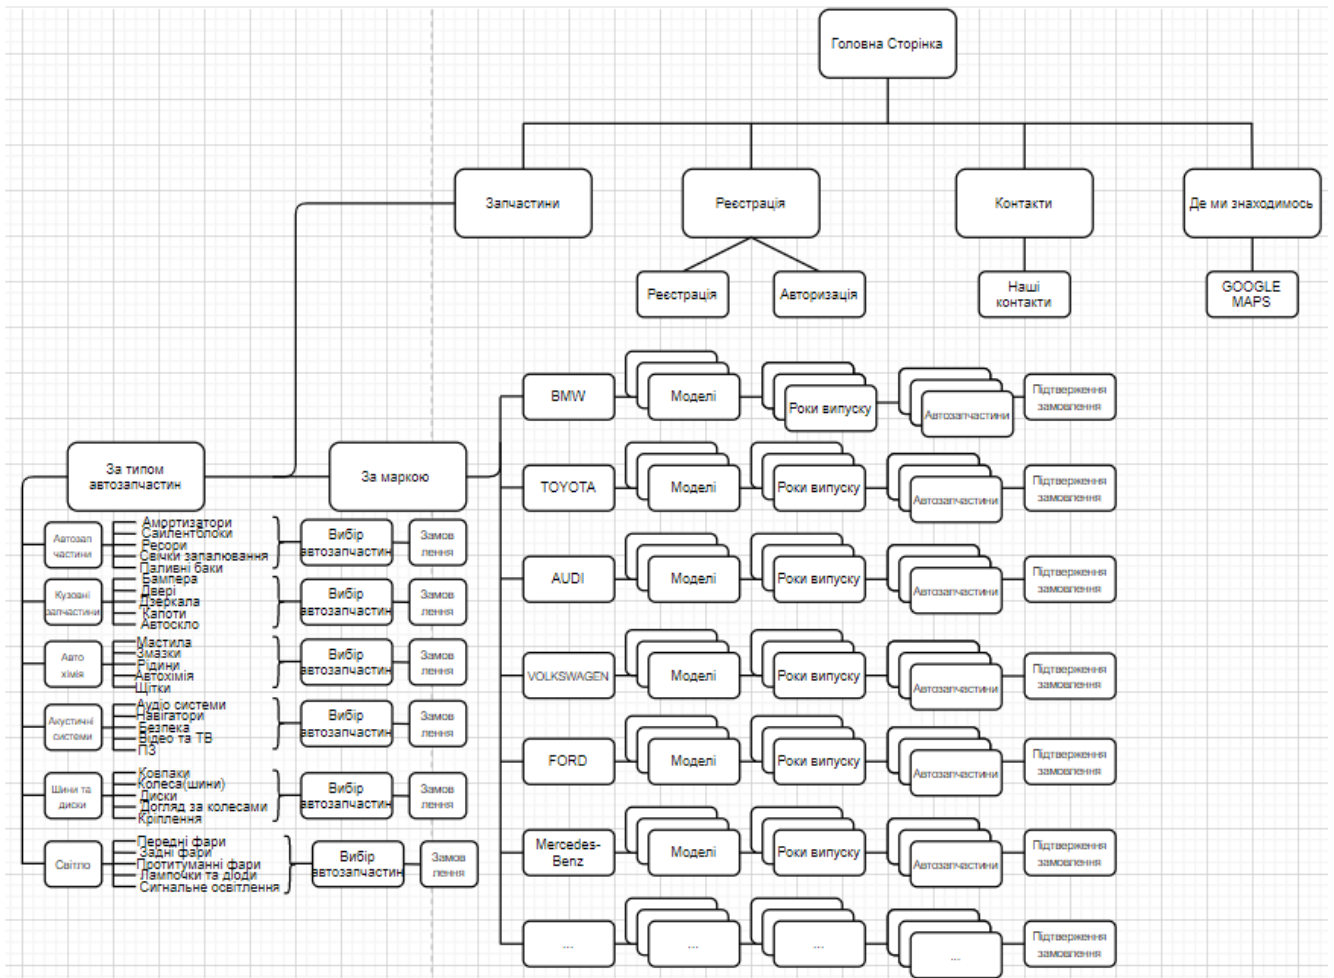 Головна Сторінка
Запчастини
Реєстрація
Контакти
Де ми знаходимось
Реєстрація
Авторизація
Наші
контакти
GOOGLE
MAPS
За типом
автозапчастин
За маркою
Автозап
частини
Амортизатори
Сайлентблоки
Ресори
Свічки запалювання
Паливні баки
Вибір
автозапчастин
Замов
лення
Кузовні
запчастини
Бампера
Двері
Дзеркала
Капоти
Автоскло
Вибір
автозапчастин
Замов
лення
Авто
хімія
Мастила
Змазки
Рідини
Автохімія
Щітки
Вибір
автозапчастин
Замов
лення
Акустичні
системи
Аудіо системи
Навігатори
Безпека
Відео та ТВ
ПЗ
Вибір
автозапчастин
Замов
лення
Шини та
диски
Ковпаки
Колеса(шини)
Диски
Догляд за колесами
Кріплення
Вибір
автозапчастин
Замов
лення
Світло
Передні фари
Задні фари
Протитуманні фари
Лампочки та діоди
Сигнальне освітлення
Вибір
автозапчастин
Замов
лення
BMW
Моделі
Роки випуску
Автозапчастини
Підтверження
замовлення
TOYOTA
Моделі
Роки випуску
Автозапчастини
Підтверження
замовлення
AUDI
Моделі
Роки випуску
Автозапчастини
Підтверження
замовлення
VOLKSWAGEN
Моделі
Роки випуску
Автозапчастини
Підтверження
замовлення
FORD
Моделі
Роки випуску
Автозапчастини
Підтверження
замовлення
Mercedes-
Benz
Моделі
Роки випуску
Автозапчастини
Підтверження
замовлення
...
...
...
...
Підтверження
замовлення